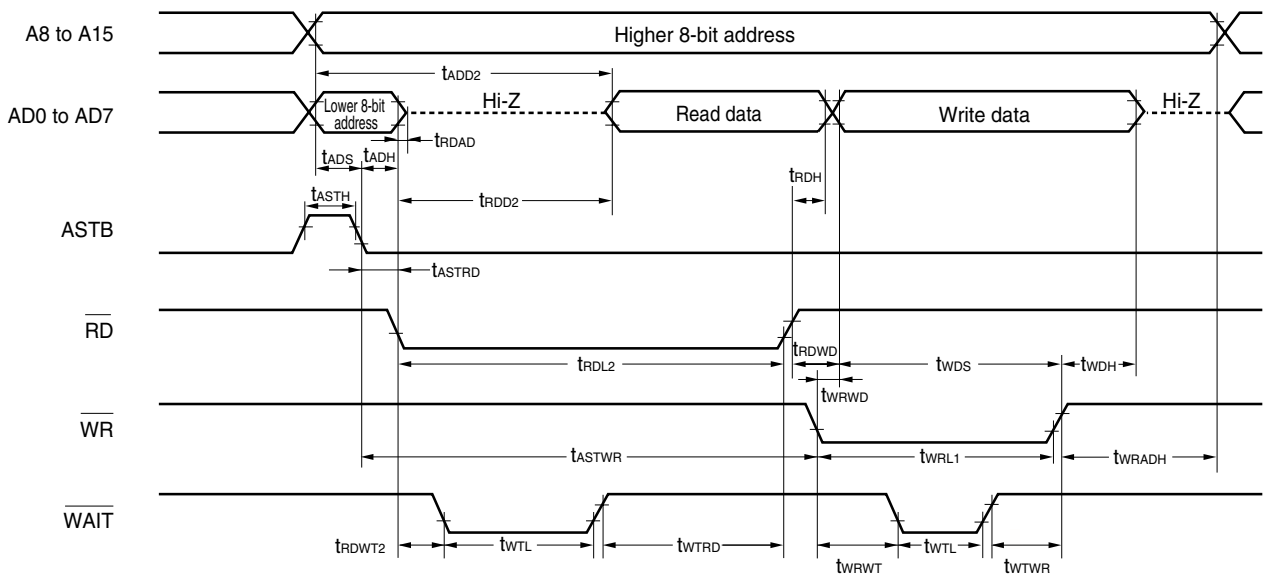 A8 to A15
Higher 8-bit address
tADD2
AD0 to AD7
Lower 8-bit
address
Hi-Z
Read data
Write data
Hi-Z
tRDAD
tADS
tADH
tRDH
tASTH
tRDD2
ASTB
tASTRD
RD
tRDL2
tRDWD
tWDS
tWDH
tWRWD
WR
tASTWR
tWRL1
tWRADH
WAIT
tRDWT2
tWTL
tWTRD
tWRWT
tWTL
tWTWR